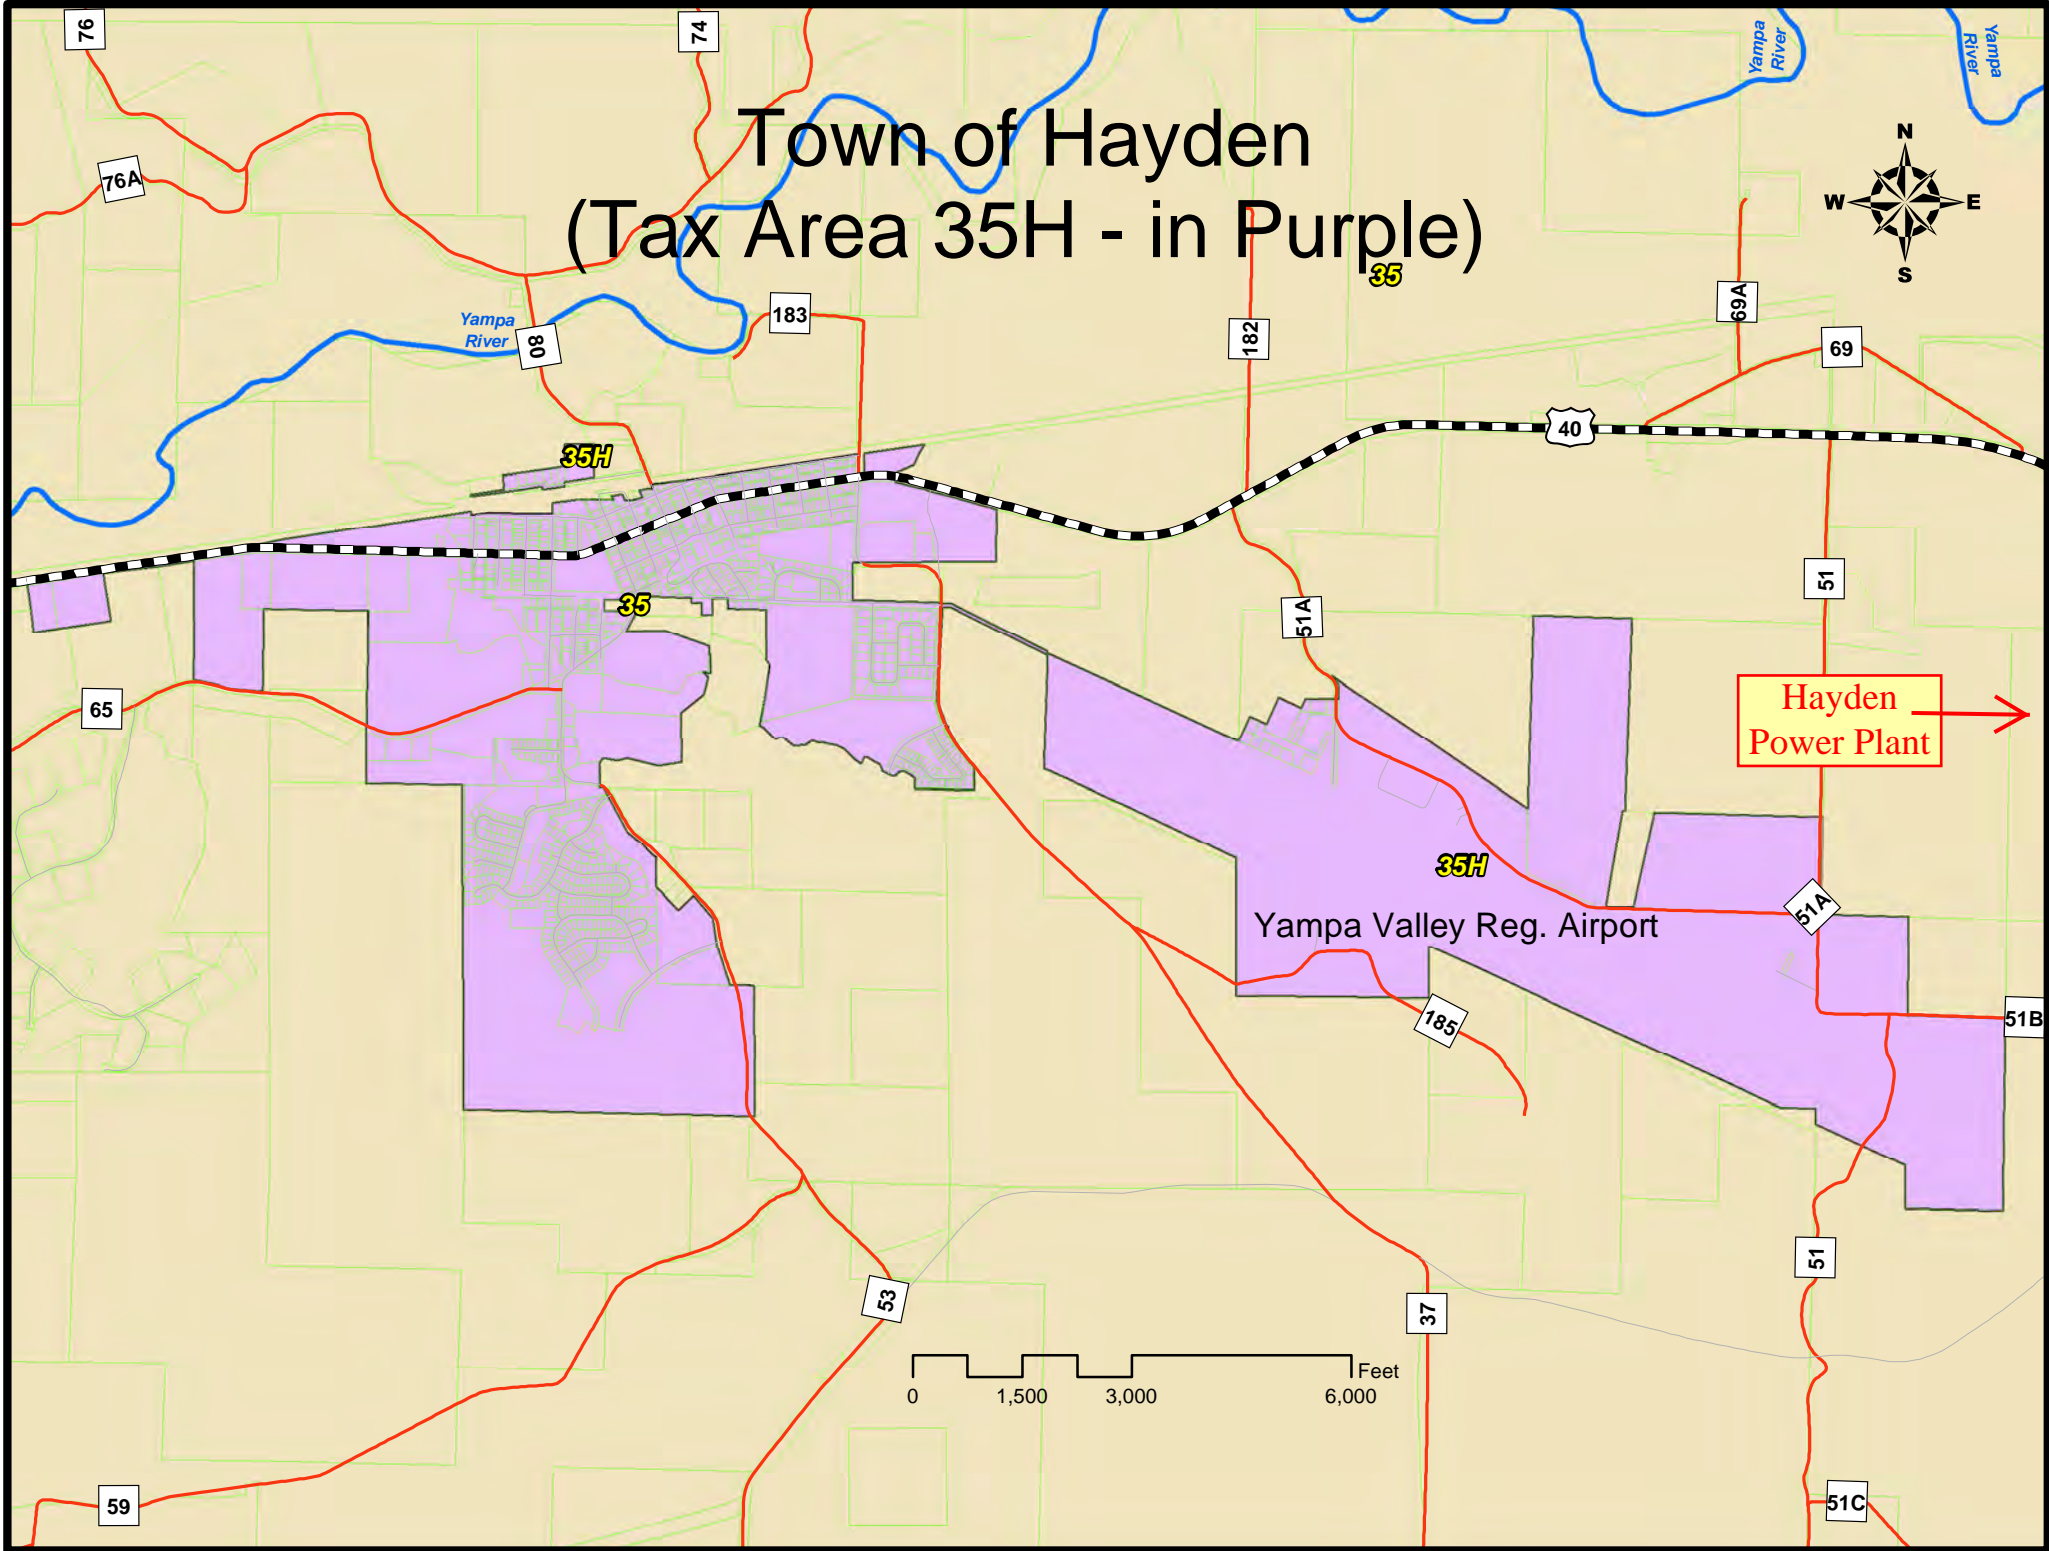 76
74
Yampa
River
Yampa
River
Town of Hayden
(Tax Area 35H - in Purple)
N
W
E
S
76A
35
69A
183
Yampa
River
80
182
69
40
35H
51
35
51A
65
Hayden
Power Plant
35H
51A
Yampa Valley Reg. Airport
185
51B
51
53
37
Feet
0
1,500
3,000
6,000
59
51C